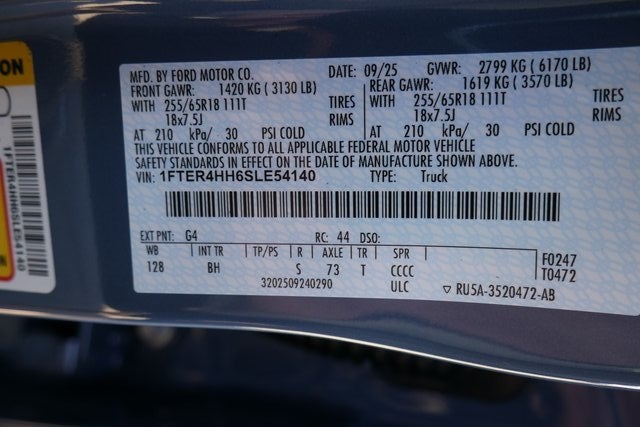 MFD. BY FORD MOTOR CO.
DATE: 09/25 GVWR: 2799 KG ( 6170 LB)
FRONT GAWR: 1420 KG ( 3130 LB)
REAR GAWR: 1619 KG ( 3570 LB)
WITH 255/65R18 111T TIRES
WITH 255/65R18 111T TIRES
18x7.5J RIMS
18x7.5J RIMS
AT 210 kPa/ 30 PSI COLD
AT 210 kPa/ 30 PSI COLD
THIS VEHICLE CONFORMS TO ALL APPLICABLE FEDERAL MOTOR VEHICLE
SAFETY STANDARDS IN EFFECT ON THE DATE OF MANUFACTURE SHOWN ABOVE.
VIN: 1FTER4HH6SLE54140 TYPE: Truck
EXT PNT: G4 RC: 44 DSO:
WB INT TR TP/PS R AXLE TR SPR
128 BH S 73 T CCCC
F0247
T0472
3202509240290 ULC ▽ RU5A-3520472-AB
1FTER4HH6SLE54140